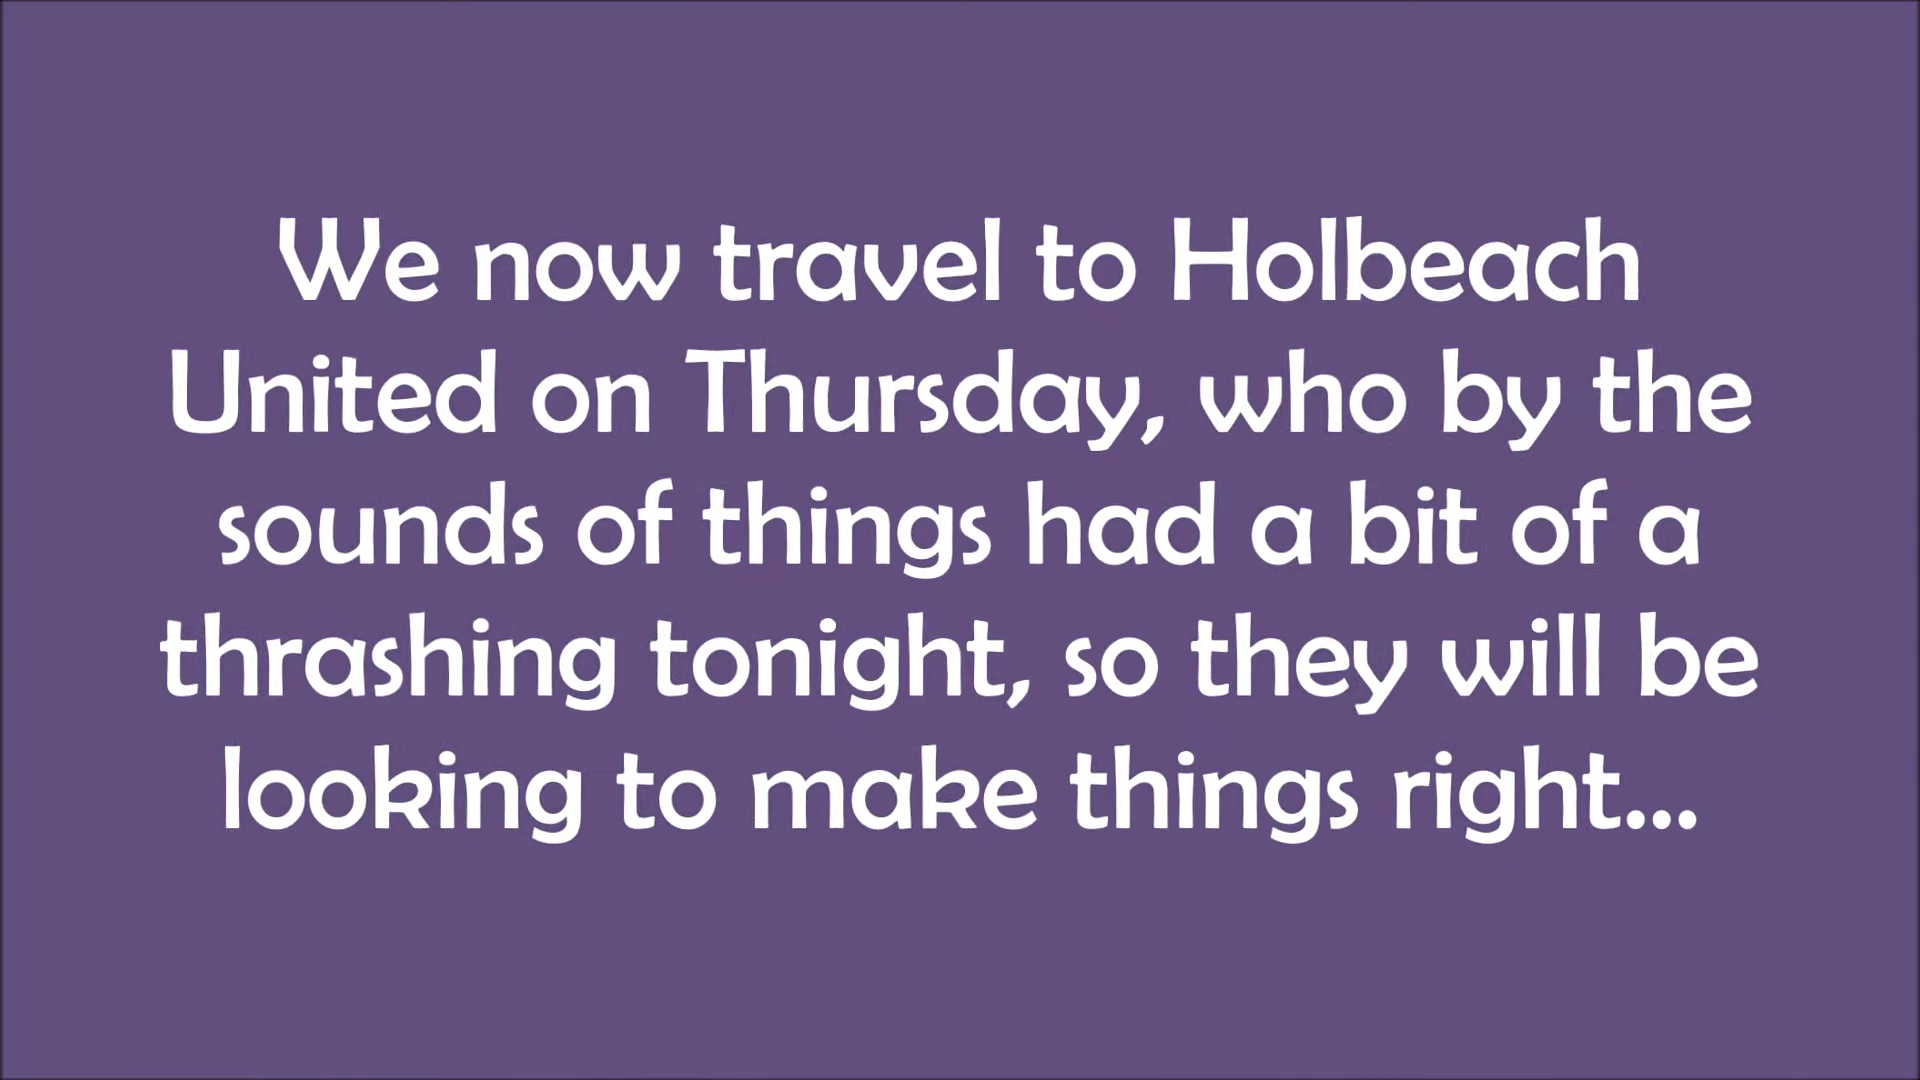 We now travel to Holbeach
United on Thursday, who by the
sounds of things had a bit of a
thrashing tonight, so they will be
looking to make things right...